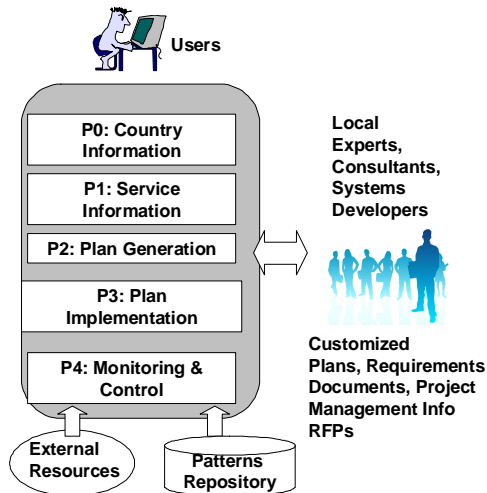 Users
P0: Country
Information
P1: Service
Information
P2: Plan Generation
P3: Plan
Implementation
P4: Monitoring &
Control
External
Resources
Patterns
Repository
Local
Experts,
Consultants,
Systems
Developers
Customized
Plans, Requirements
Documents, Project
Management Info
RFPs